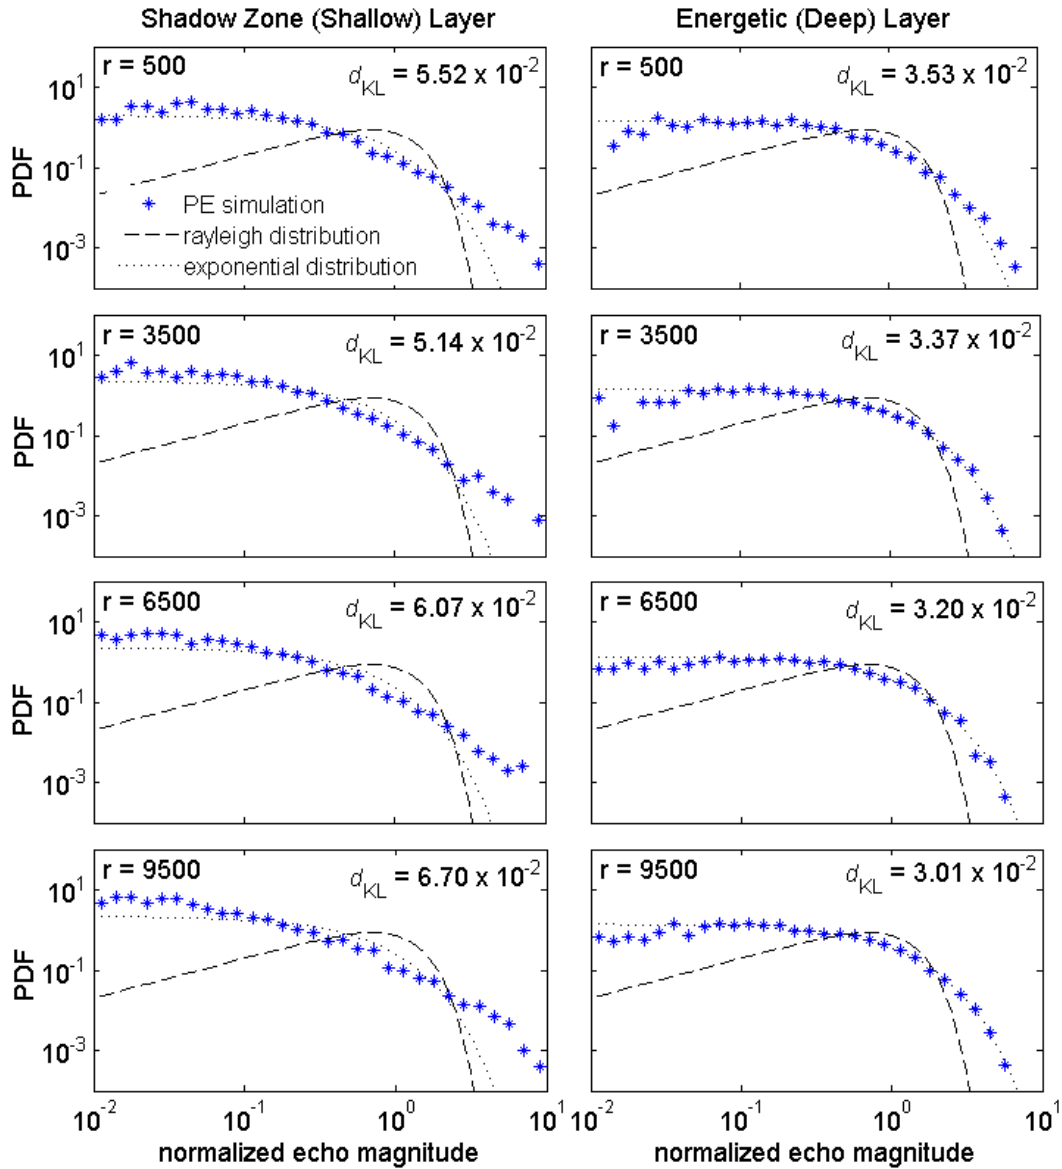 Shadow Zone (Shallow) Layer
Energetic (Deep) Layer
r = 500
d_KL = 5.52 x 10^-2
r = 500
d_KL = 3.53 x 10^-2
10^1
10^-1
10^-3
PDF
PDF
PE simulation
rayleigh distribution
exponential distribution
r = 3500
d_KL = 5.14 x 10^-2
r = 3500
d_KL = 3.37 x 10^-2
10^1
10^-1
10^-3
PDF
PDF
r = 6500
d_KL = 6.07 x 10^-2
r = 6500
d_KL = 3.20 x 10^-2
10^1
10^-1
10^-3
PDF
PDF
r = 9500
d_KL = 6.70 x 10^-2
r = 9500
d_KL = 3.01 x 10^-2
10^1
10^-1
10^-3
PDF
PDF
10^-2 10^-1 10^0 10^1
10^-2 10^-1 10^0 10^1
normalized echo magnitude
normalized echo magnitude